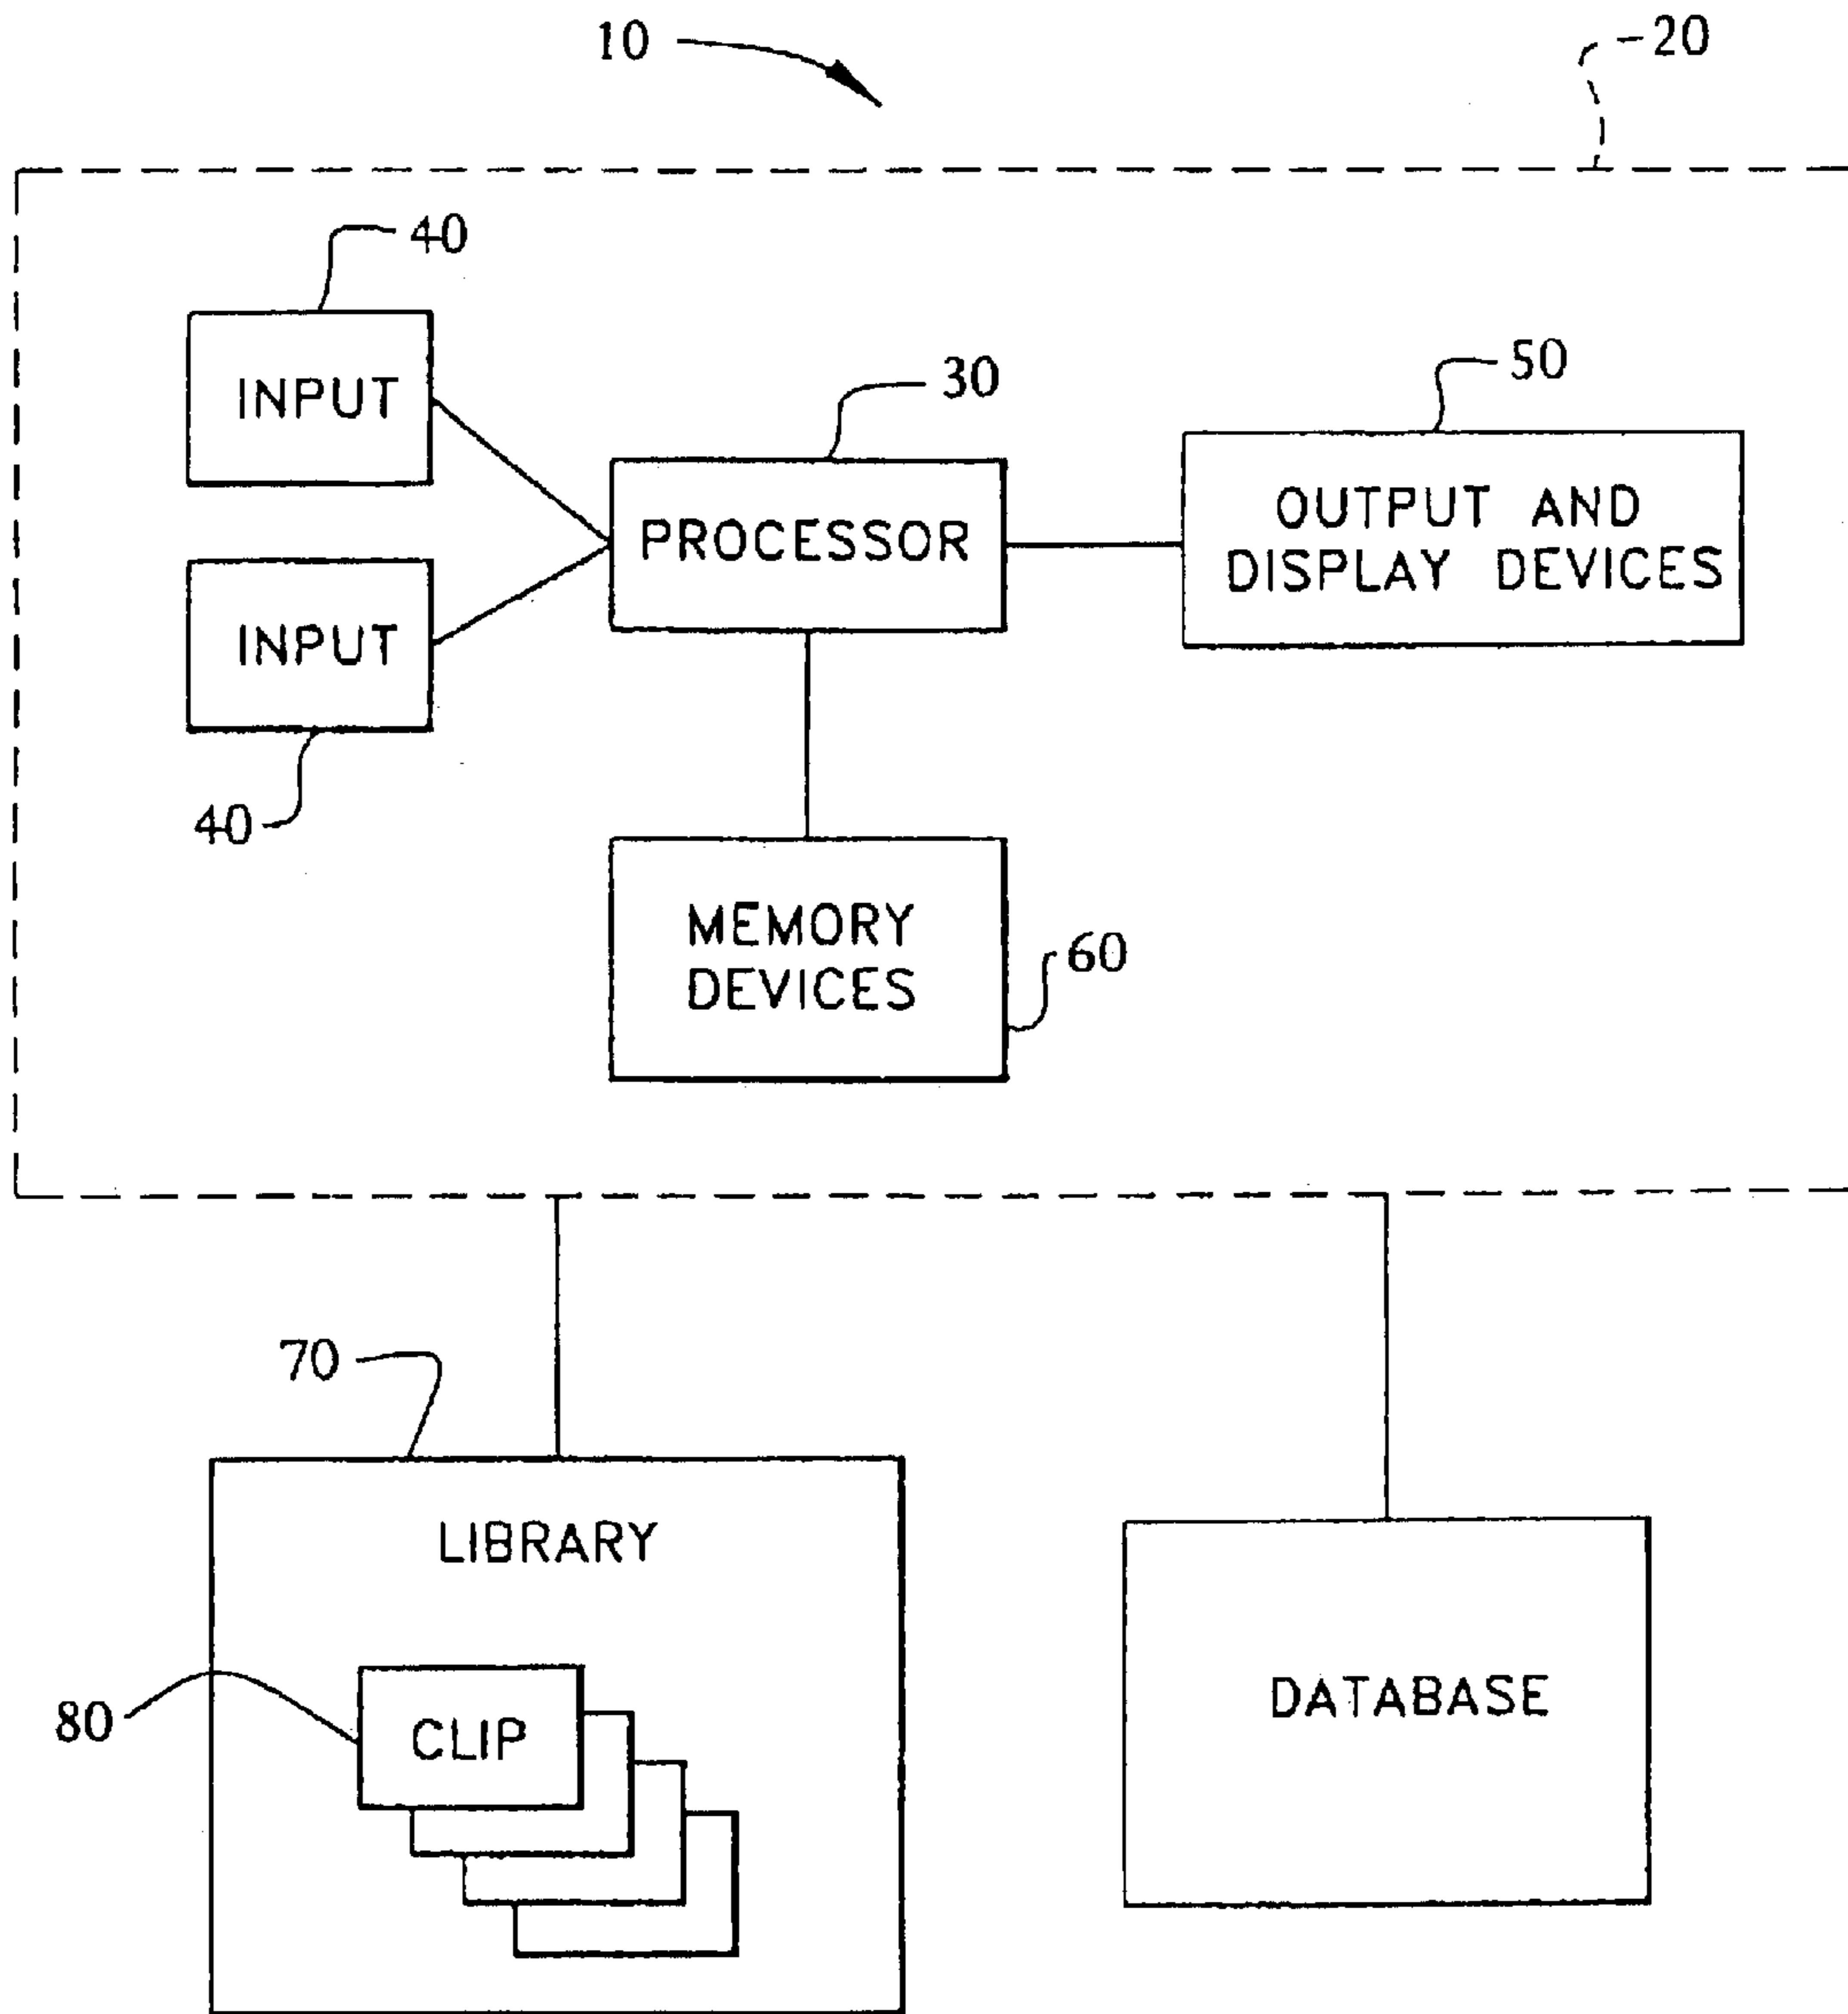 10
-20
40
INPUT
30
50
PROCESSOR
OUTPUT AND
DISPLAY DEVICES
INPUT
40
MEMORY
DEVICES
60
70
LIBRARY
80
CLIP
DATABASE